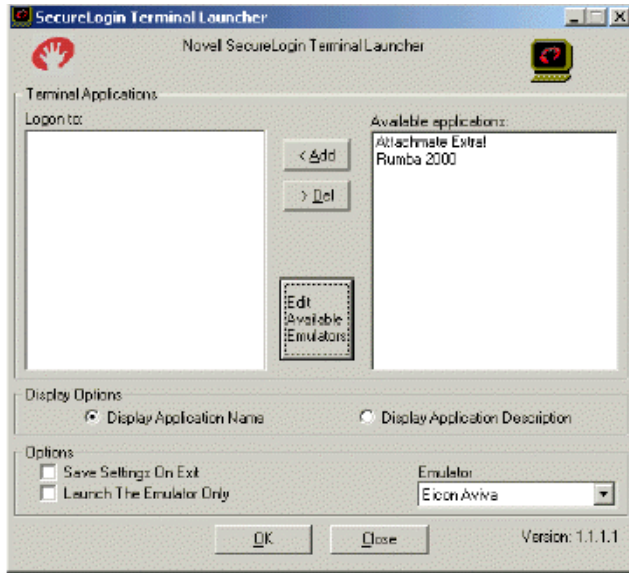 SecureLogin Terminal Launcher
Novell SecureLogin Terminal Launcher
Terminal Applications
Logon to:
Available applications:
Attachmate Extra!
Rumba 2000
< Add
> Del
Edit
Available
Emulators
Display Options
Display Application Name
Display Application Description
Options
Save Settings On Exit
Launch The Emulator Only
Emulator
Eicon Aviva
OK
Close
Version: 1.1.1.1